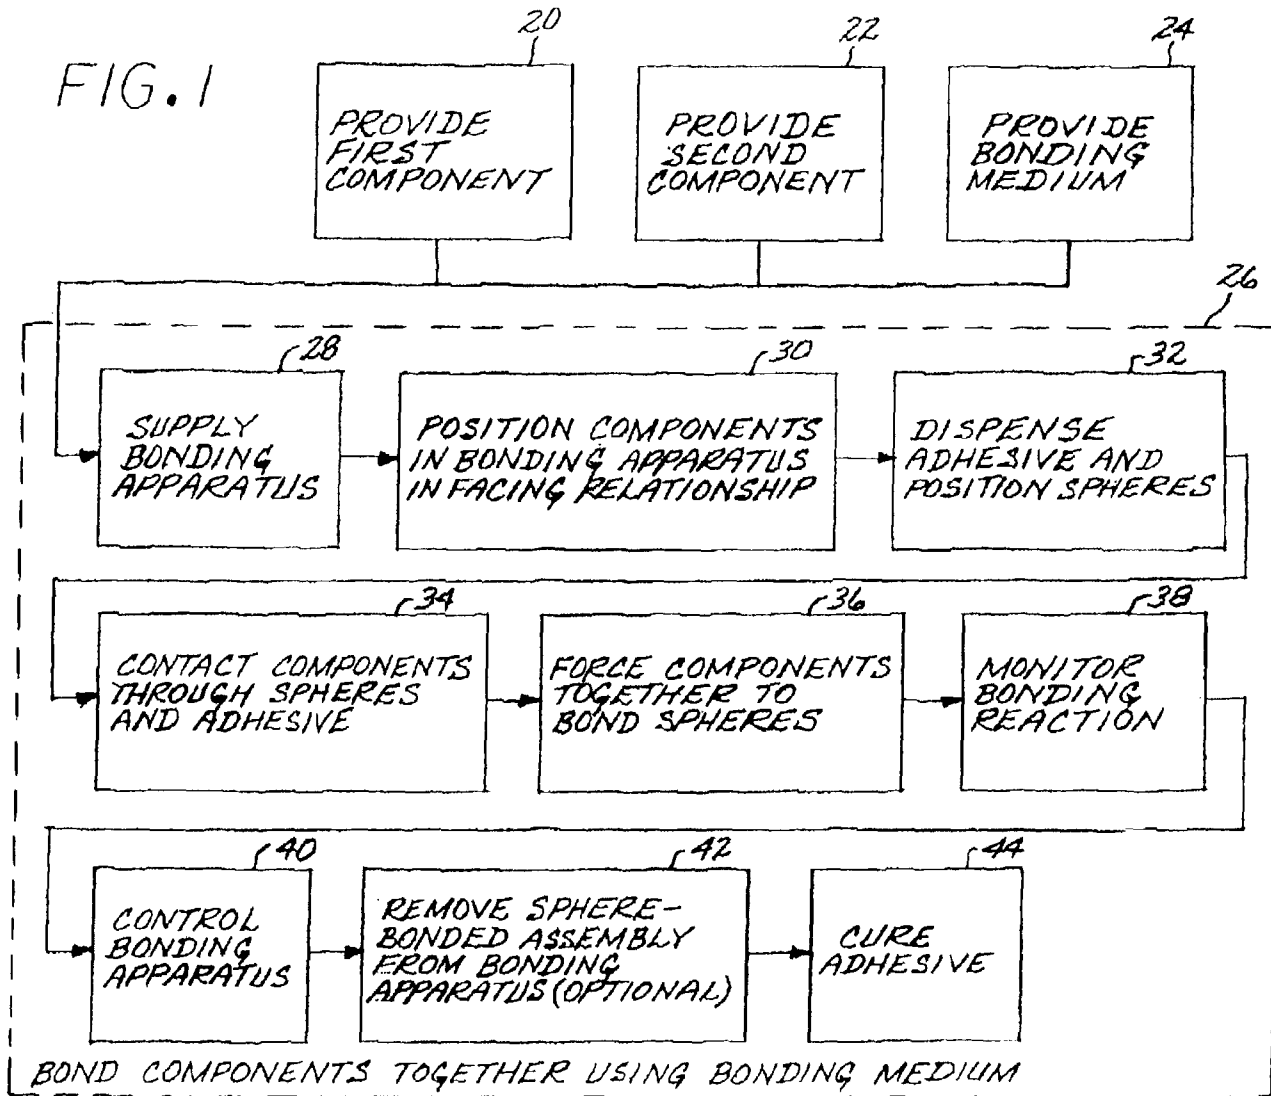 FIG. 1
20
22
24
PROVIDE
FIRST
COMPONENT
PROVIDE
SECOND
COMPONENT
PROVIDE
BONDING
MEDIUM
26
28
30
32
SUPPLY
BONDING
APPARATUS
POSITION COMPONENTS
IN BONDING APPARATUS
IN FACING RELATIONSHIP
DISPENSE
ADHESIVE AND
POSITION SPHERES
34
36
38
CONTACT COMPONENTS
THROUGH SPHERES
AND ADHESIVE
FORCE COMPONENTS
TOGETHER TO
BOND SPHERES
MONITOR
BONDING
REACTION
40
42
44
CONTROL
BONDING
APPARATUS
REMOVE SPHERE-
BONDED ASSEMBLY
FROM BONDING
APPARATUS (OPTIONAL)
CURE
ADHESIVE
BOND COMPONENTS TOGETHER USING BONDING MEDIUM